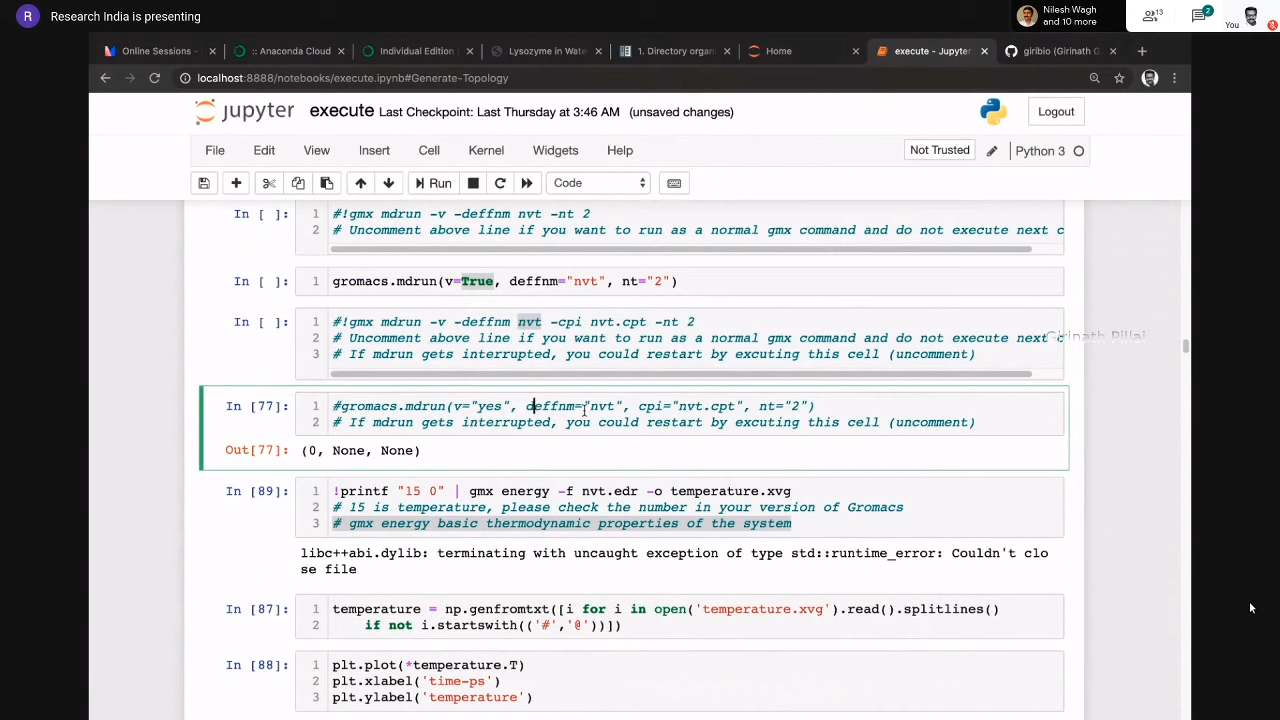 R Research India is presenting
Nilesh Wagh
and 10 more
13
2
You
Online Sessions -
:: Anaconda Cloud
Individual Edition
Lysozyme in Wate
1. Directory organ
Home
execute - Jupyter
giribio (Girinath G
localhost:8888/notebooks/execute.ipynb#Generate-Topology
jupyter execute Last Checkpoint: Last Thursday at 3:46 AM (unsaved changes)
Logout
File Edit View Insert Cell Kernel Widgets Help
Not Trusted
Python 3
Run
Code
In [ ]: 1 #!gmx mdrun -v -deffnm nvt -nt 2
2 # Uncomment above line if you want to run as a normal gmx command and do not execute next c
In [ ]: 1 gromacs.mdrun(v=True, deffnm="nvt", nt="2")
In [ ]: 1 #!gmx mdrun -v -deffnm nvt -cpi nvt.cpt -nt 2
2 # Uncomment above line if you want to run as a normal gmx command and do not execute next c
Girinath Pillai
3 # If mdrun gets interrupted, you could restart by excuting this cell (uncomment)
In [77]: 1 #gromacs.mdrun(v="yes", deffnm="nvt", cpi="nvt.cpt", nt="2")
2 # If mdrun gets interrupted, you could restart by excuting this cell (uncomment)
Out[77]: (0, None, None)
In [89]: 1 !printf "15 0" | gmx energy -f nvt.edr -o temperature.xvg
2 # 15 is temperature, please check the number in your version of Gromacs
3 # gmx energy basic thermodynamic properties of the system
libc++abi.dylib: terminating with uncaught exception of type std::runtime_error: Couldn't clo
se file
In [87]: 1 temperature = np.genfromtxt([i for i in open('temperature.xvg').read().splitlines()
2 if not i.startswith(('#','@'))])
In [88]: 1 plt.plot(*temperature.T)
2 plt.xlabel('time-ps')
3 plt.ylabel('temperature')